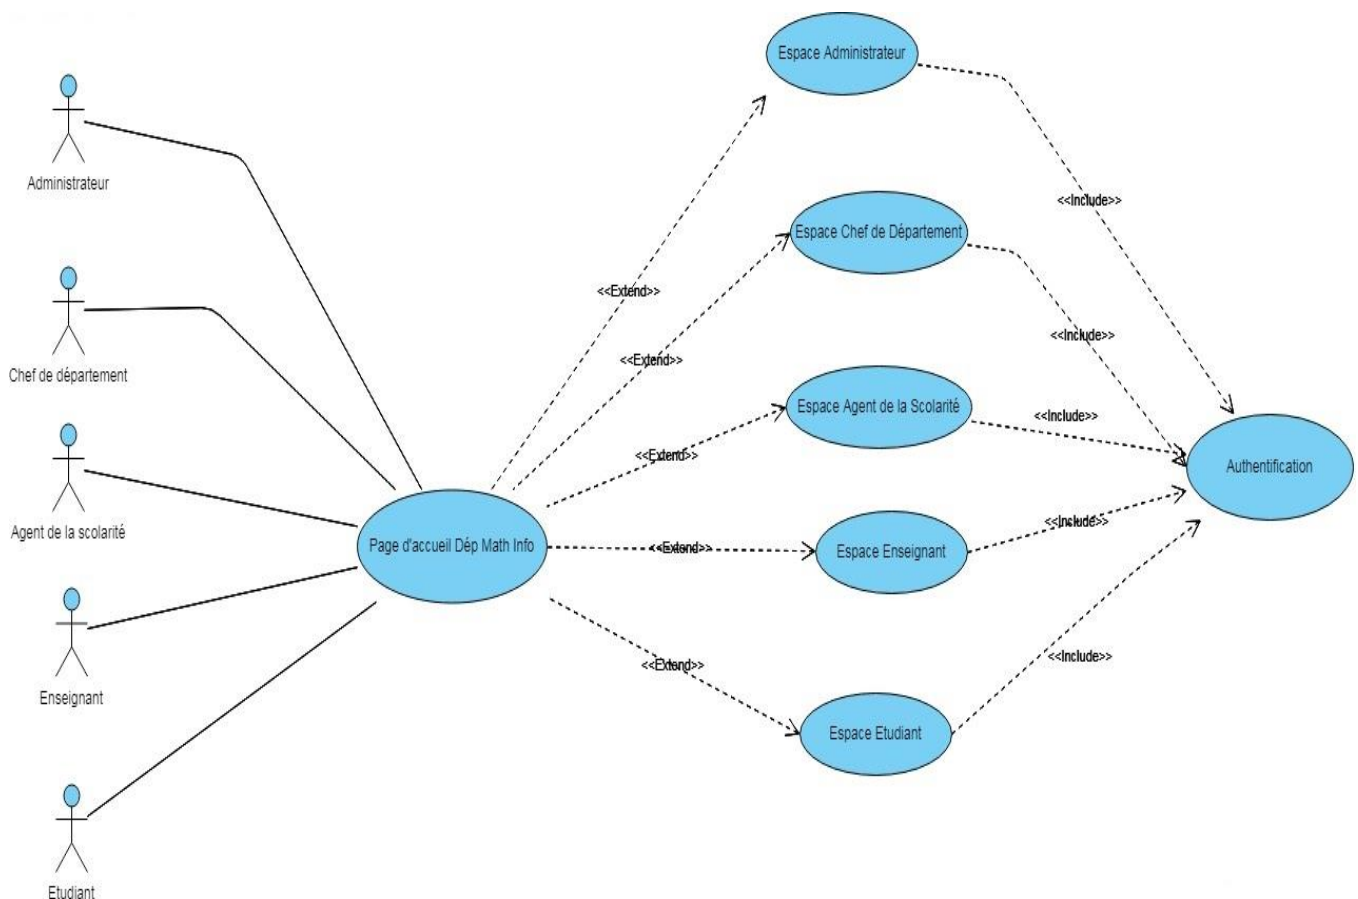 Espace Administrateur
Administrateur
<<Include>>
Espace Chef de Département
<<Extend>>
Chef de département
<<Extend>>
<<Include>>
Espace Agent de la Scolarité
<<Include>>
Agent de la scolarité
<<Extend>>
Authentification
Page d'accueil Dép Math Info
<<Extend>>
Espace Enseignant
<<Include>>
Enseignant
<<Extend>>
<<Include>>
Espace Etudiant
Etudiant